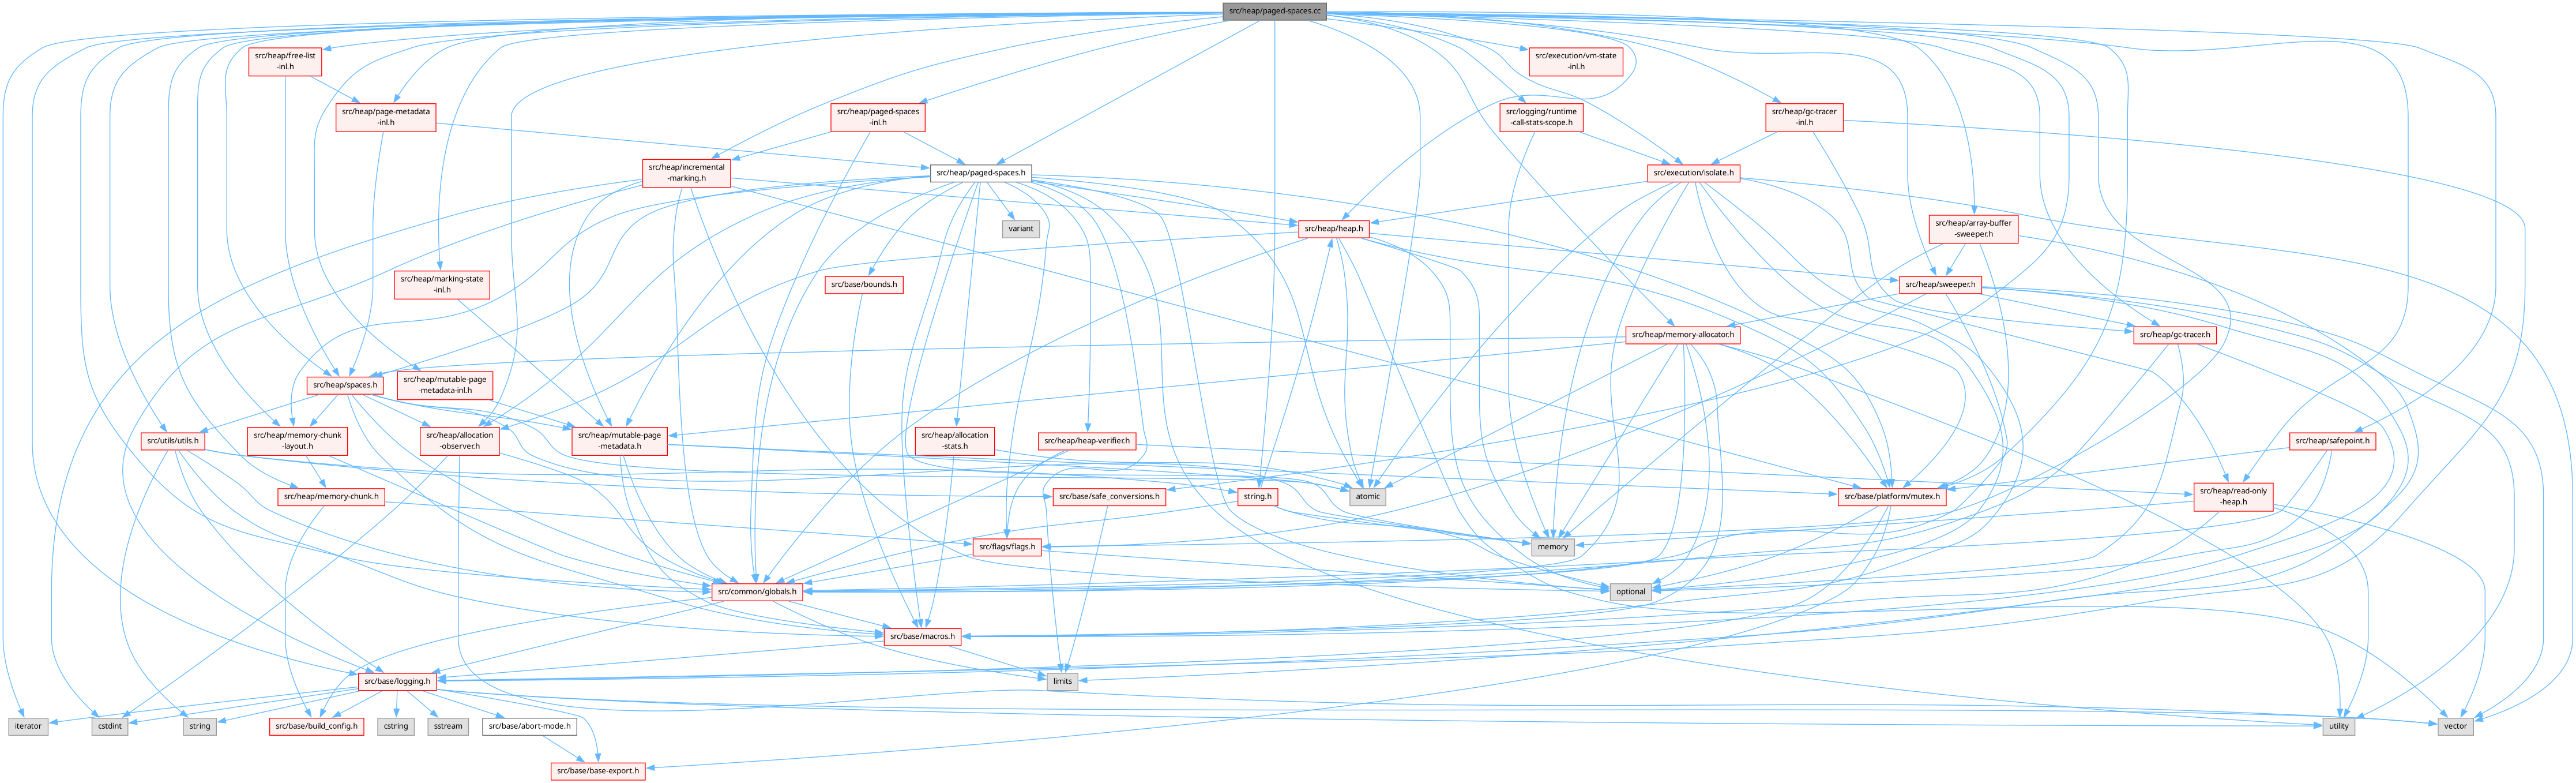 src/heap/paged-spaces.cc
src/heap/free-list
-inl.h
src/execution/vm-state
-inl.h
src/heap/page-metadata
-inl.h
src/heap/paged-spaces
-inl.h
src/logging/runtime
-call-stats-scope.h
src/heap/gc-tracer
-inl.h
src/heap/incremental
-marking.h
src/heap/paged-spaces.h
src/execution/isolate.h
variant
src/heap/heap.h
src/heap/array-buffer
-sweeper.h
src/heap/marking-state
-inl.h
src/base/bounds.h
src/heap/sweeper.h
src/heap/memory-allocator.h
src/heap/gc-tracer.h
src/heap/spaces.h
src/heap/mutable-page
-metadata-inl.h
src/utils/utils.h
src/heap/memory-chunk
-layout.h
src/heap/allocation
-observer.h
src/heap/mutable-page
-metadata.h
src/heap/allocation
-stats.h
src/heap/heap-verifier.h
src/heap/safepoint.h
src/heap/memory-chunk.h
src/base/safe_conversions.h
string.h
atomic
src/base/platform/mutex.h
src/heap/read-only
-heap.h
src/flags/flags.h
memory
src/common/globals.h
optional
src/base/macros.h
src/base/logging.h
limits
iterator
cstdint
string
src/base/build_config.h
cstring
sstream
src/base/abort-mode.h
utility
vector
src/base/base-export.h